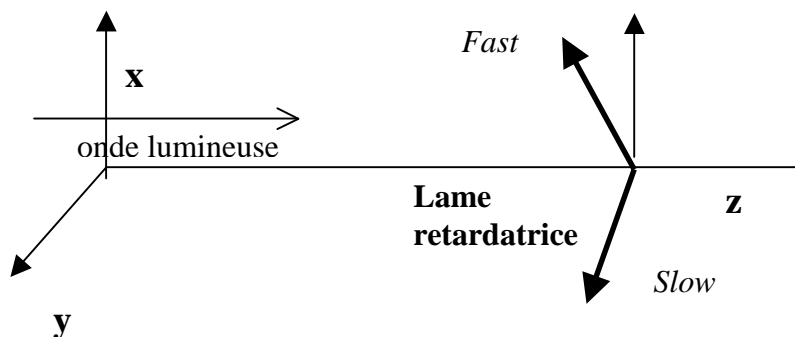 Fast
x
onde lumineuse
Lame
retardatrice
z
Slow
y